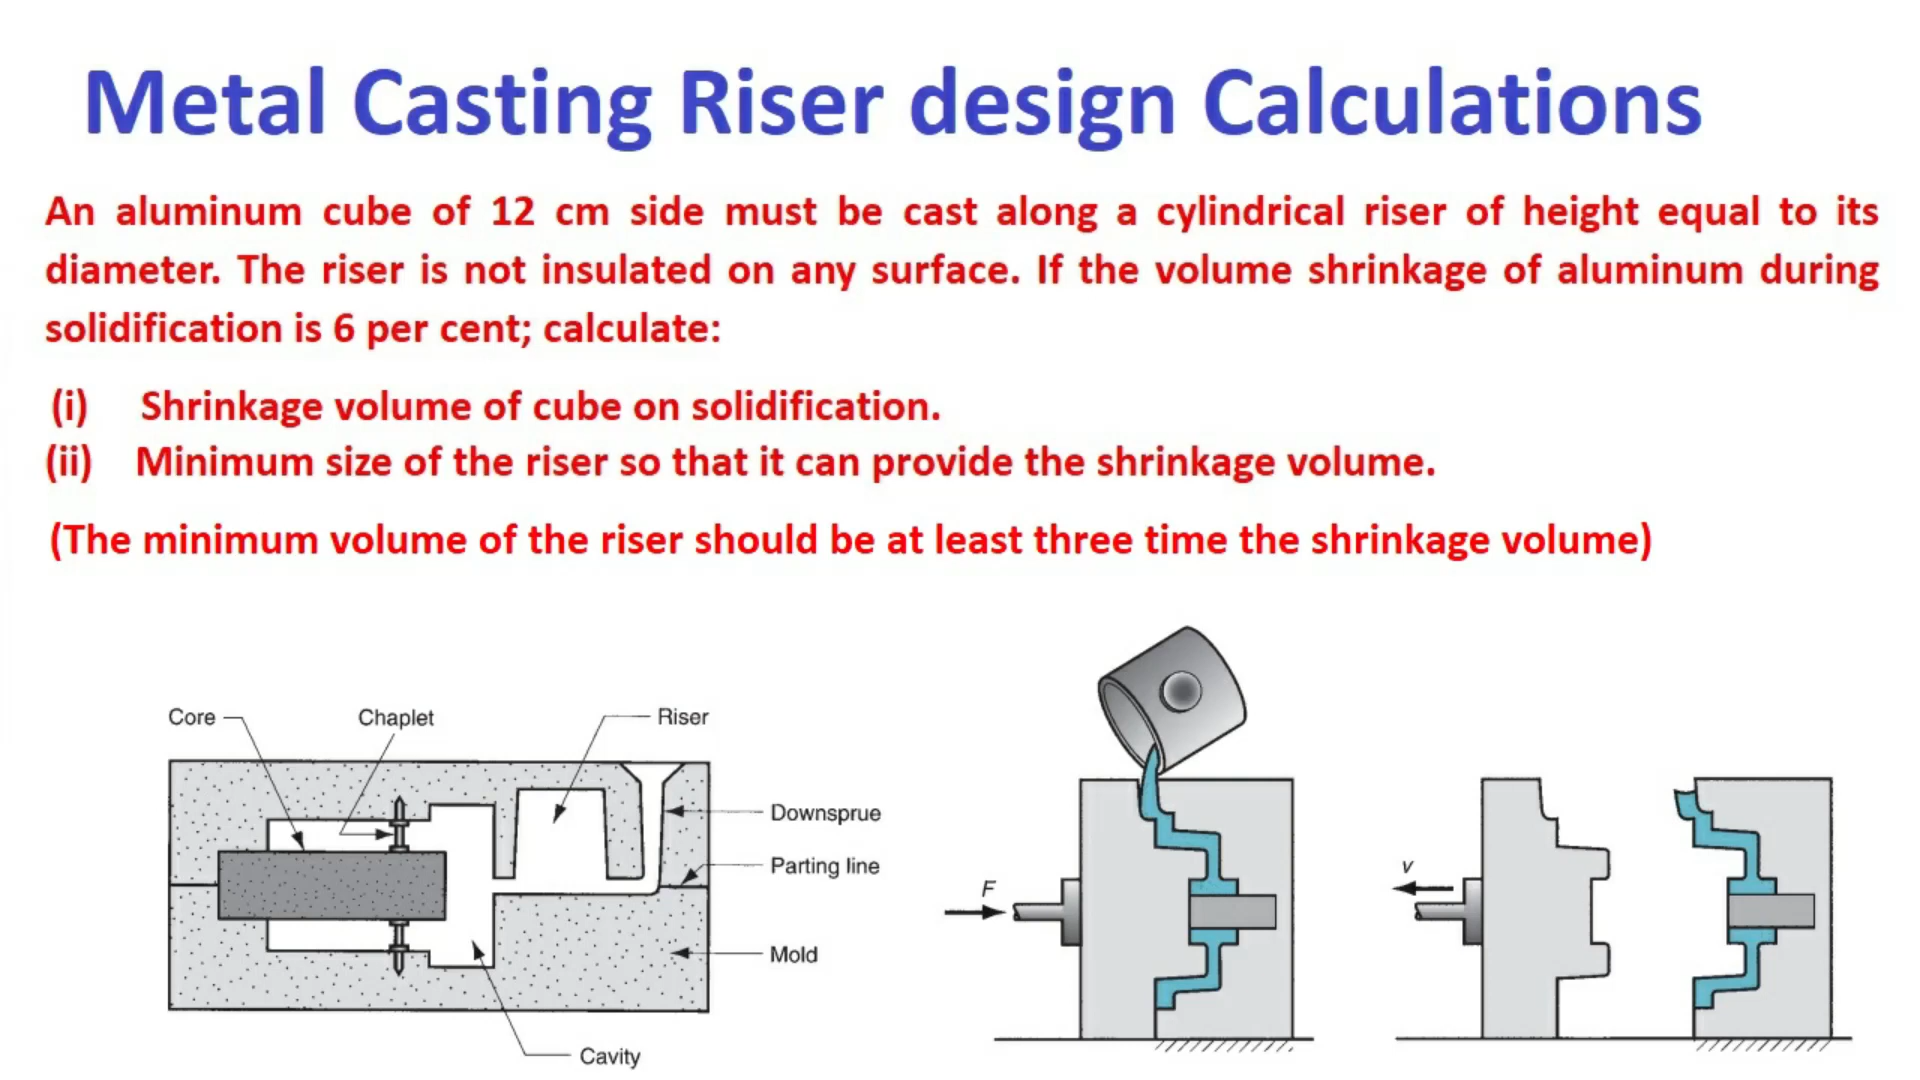 Metal Casting Riser design Calculations
An aluminum cube of 12 cm side must be cast along a cylindrical riser of height equal to its
diameter. The riser is not insulated on any surface. If the volume shrinkage of aluminum during
solidification is 6 per cent; calculate:
(i) Shrinkage volume of cube on solidification.
(ii) Minimum size of the riser so that it can provide the shrinkage volume.
(The minimum volume of the riser should be at least three time the shrinkage volume)
Core
Chaplet
Riser
Downsprue
Parting line
Mold
Cavity
F
v